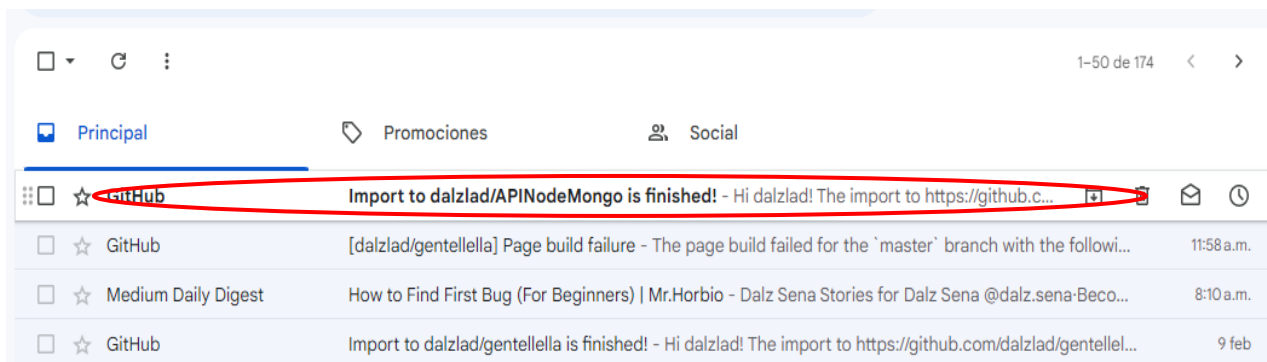 1–50 de 174
Principal Promociones Social
GitHub Import to dalzlad/APINodeMongo is finished! - Hi dalzlad! The import to https://github.c...
GitHub [dalzlad/gentellella] Page build failure - The page build failed for the `master` branch with the followi... 11:58 a.m.
Medium Daily Digest How to Find First Bug (For Beginners) | Mr.Horbio - Dalz Sena Stories for Dalz Sena @dalz.sena·Beco... 8:10 a.m.
GitHub Import to dalzlad/gentellella is finished! - Hi dalzlad! The import to https://github.com/dalzlad/gentellel... 9 feb